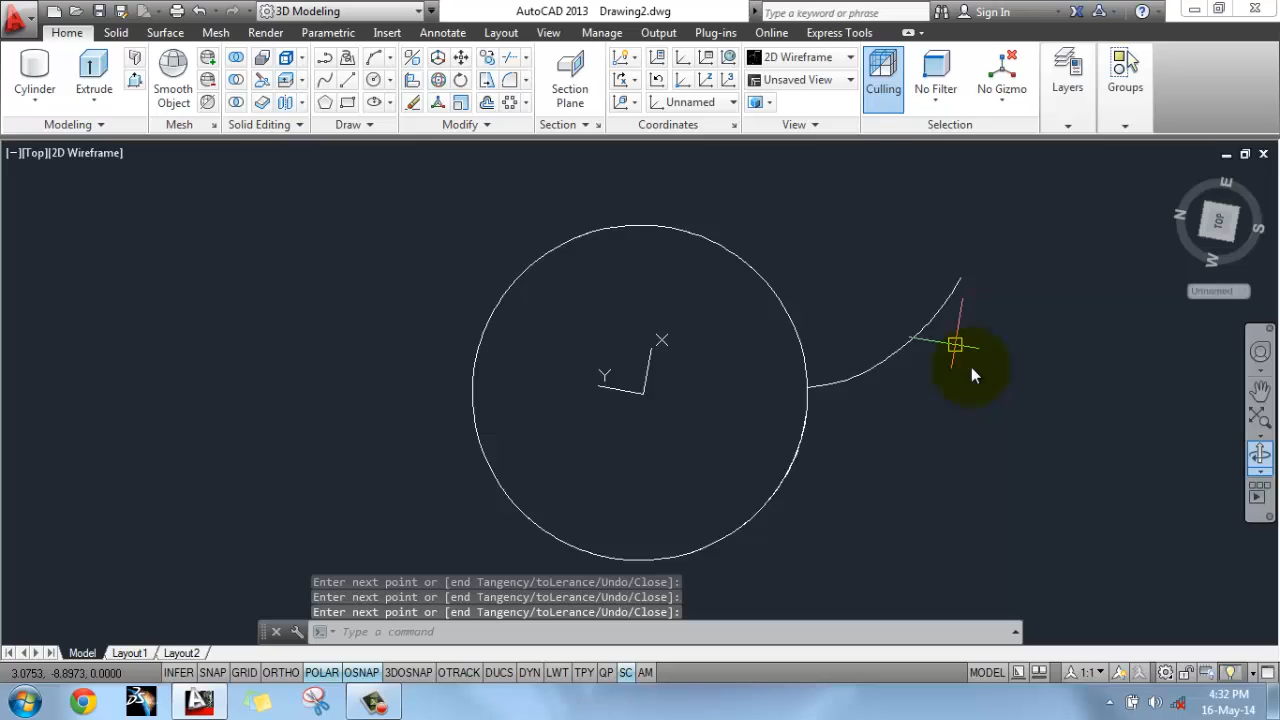 3D Modeling
AutoCAD 2013 Drawing2.dwg
Type a keyword or phrase
Sign In
Home Solid Surface Mesh Render Parametric Insert Annotate Layout View Manage Output Plug-ins Online Express Tools
Cylinder
Extrude
Smooth
Object
Section
Plane
2D Wireframe
Unsaved View
Unnamed
Culling
No Filter
No Gizmo
Layers
Groups
Modeling Mesh Solid Editing Draw Modify Section Coordinates View Selection
[−][Top][2D Wireframe]
E
N
TOP
S
W
Unnamed
X
Y
Enter next point or [end Tangency/toLerance/Undo/Close]:
Enter next point or [end Tangency/toLerance/Undo/Close]:
Enter next point or [end Tangency/toLerance/Undo/Close]:
Type a command
Model Layout1 Layout2
3.0753, -8.8973, 0.0000
INFER SNAP GRID ORTHO POLAR OSNAP 3DOSNAP OTRACK DUCS DYN LWT TPY QP SC AM
MODEL
1:1
4:32 PM
16-May-14